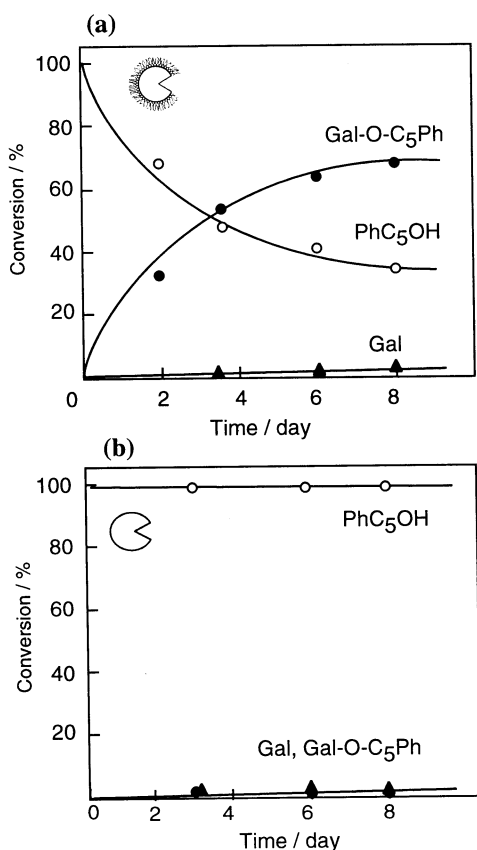 (a)
100
80
60
40
20
0
2
4
6
8
Conversion / %
Time / day
Gal-O-C5Ph
PhC5OH
Gal
(b)
100
80
60
40
20
0
2
4
6
8
Conversion / %
Time / day
PhC5OH
Gal, Gal-O-C5Ph